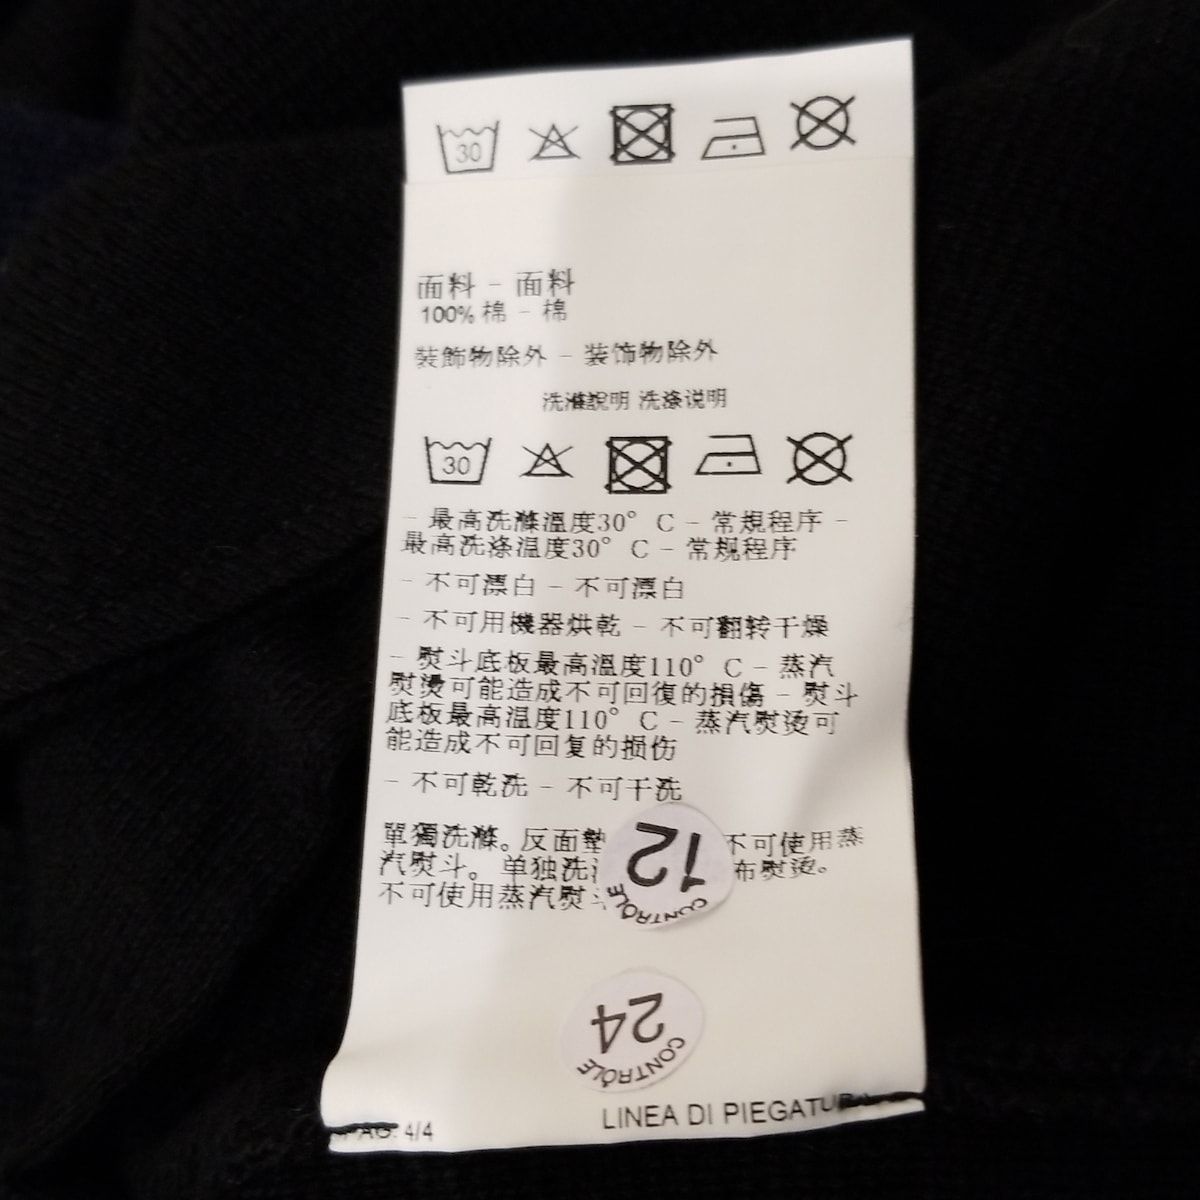 30
面料 - 面料
100% 棉 - 棉
裝飾物除外 - 装饰物除外
洗滌說明 洗涤说明
30
- 最高洗滌溫度30° C - 常規程序 -
最高洗涤温度30° C - 常规程序
- 不可漂白 - 不可漂白
- 不可用機器烘乾 - 不可翻转干燥
- 熨斗底板最高溫度110° C - 蒸汽
熨燙可能造成不可回復的損傷 - 熨斗
底板最高温度110° C - 蒸汽熨烫可
能造成不可回复的损伤
- 不可乾洗 - 不可干洗
單獨洗滌。反面墊 不可使用蒸
汽熨斗。单独洗 布熨烫。
不可使用蒸汽熨
12
CONTRÔLE
24
CONTRÔLE
PAG. 4/4 LINEA DI PIEGATURA